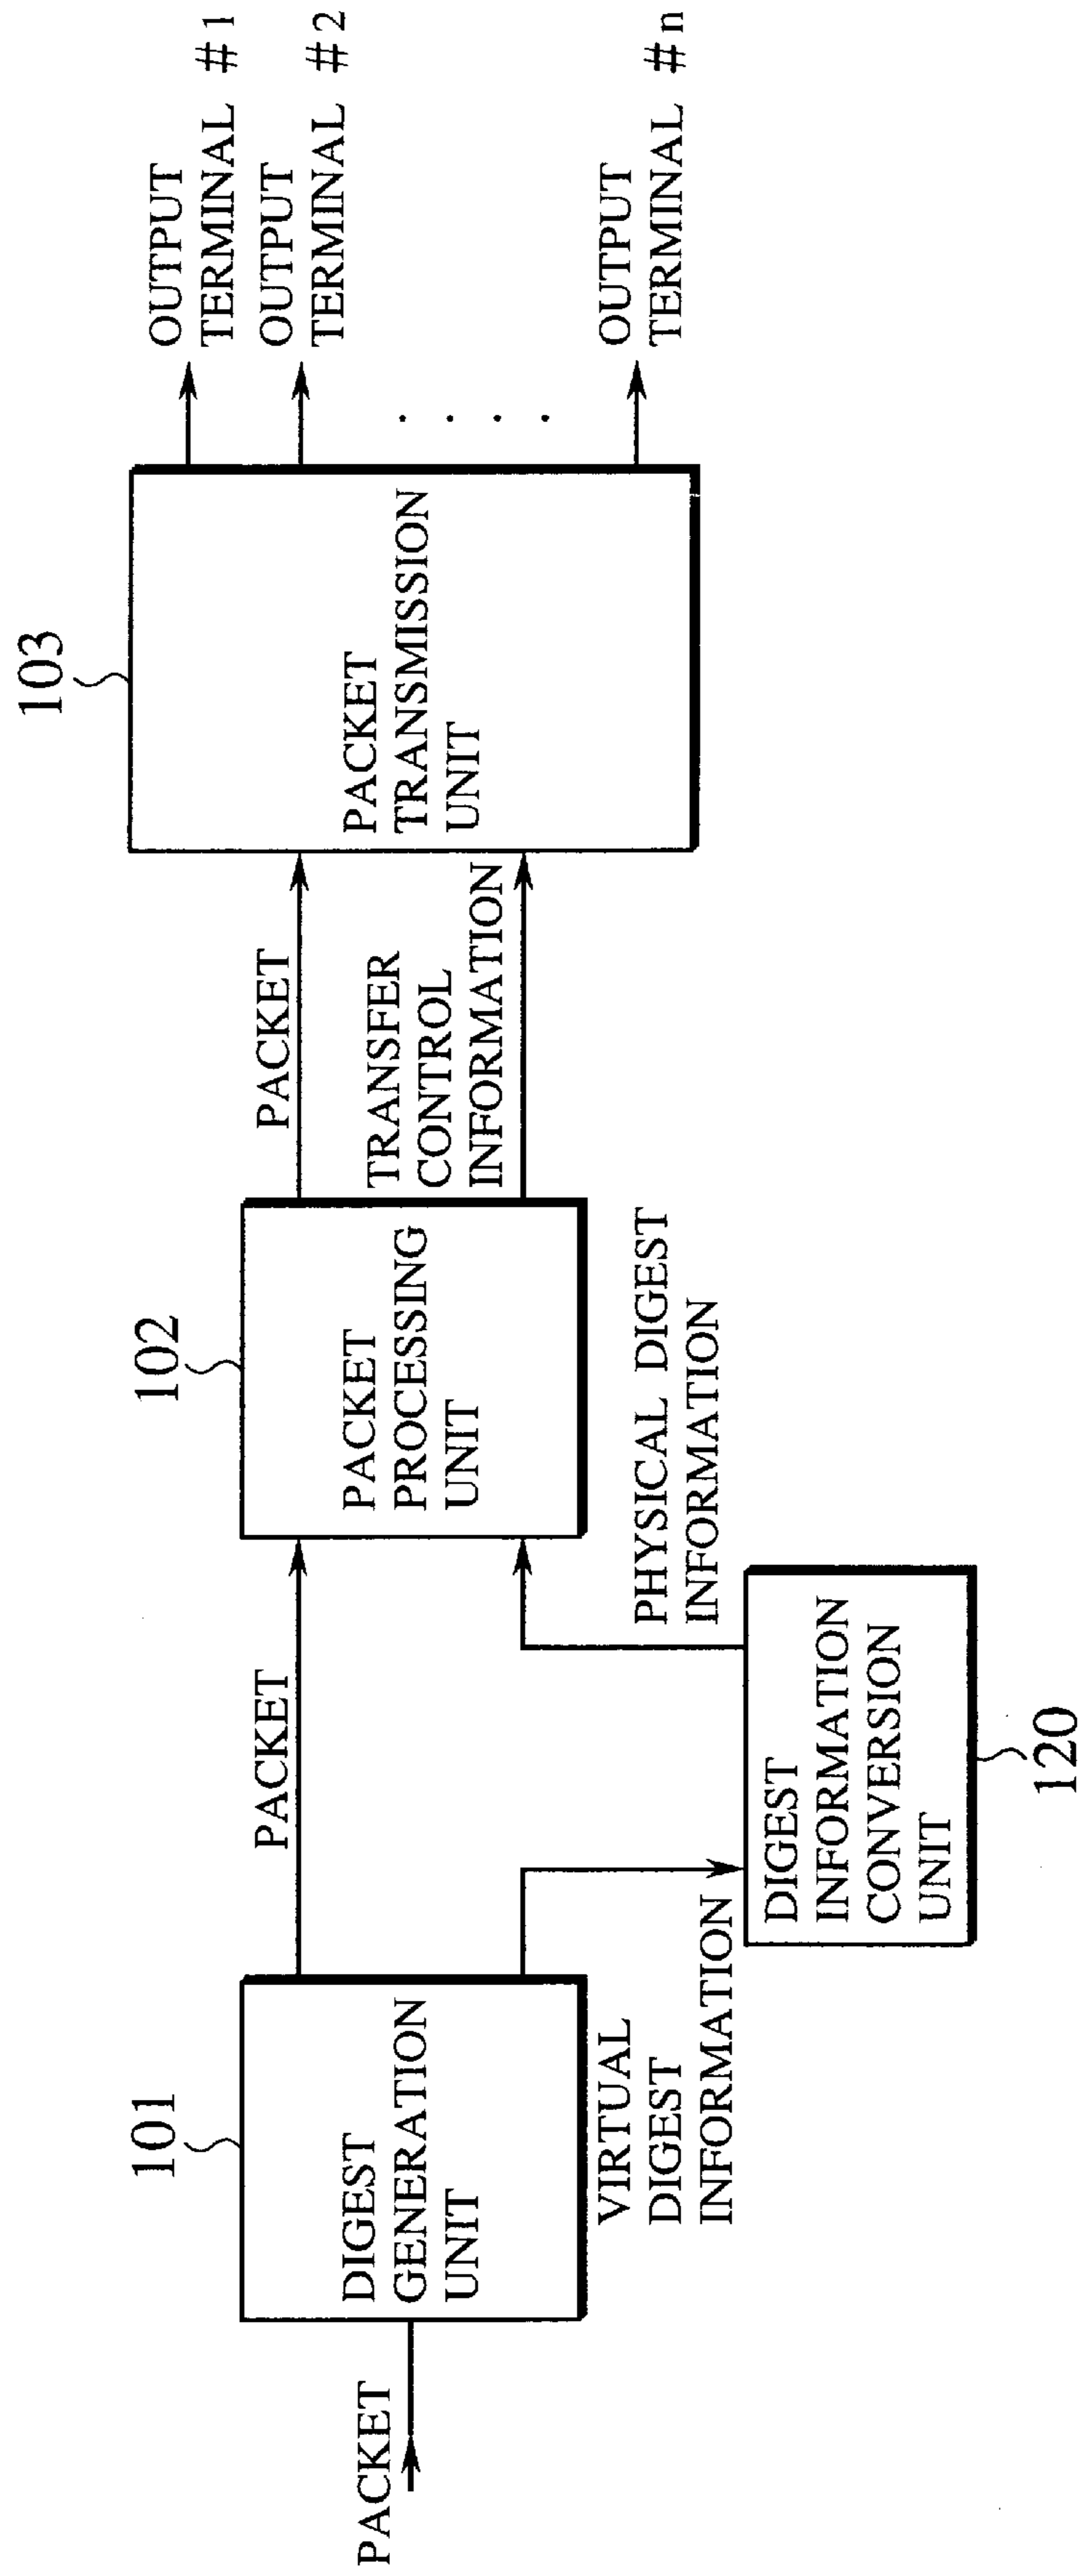 PACKET
101
DIGEST
GENERATION
UNIT
VIRTUAL
DIGEST
INFORMATION
PACKET
DIGEST
INFORMATION
CONVERSION
UNIT
120
PHYSICAL DIGEST
INFORMATION
102
PACKET
PROCESSING
UNIT
PACKET
TRANSFER
CONTROL
INFORMATION
103
PACKET
TRANSMISSION
UNIT
OUTPUT
TERMINAL #1
OUTPUT
TERMINAL #2
. . . .
OUTPUT
TERMINAL #n